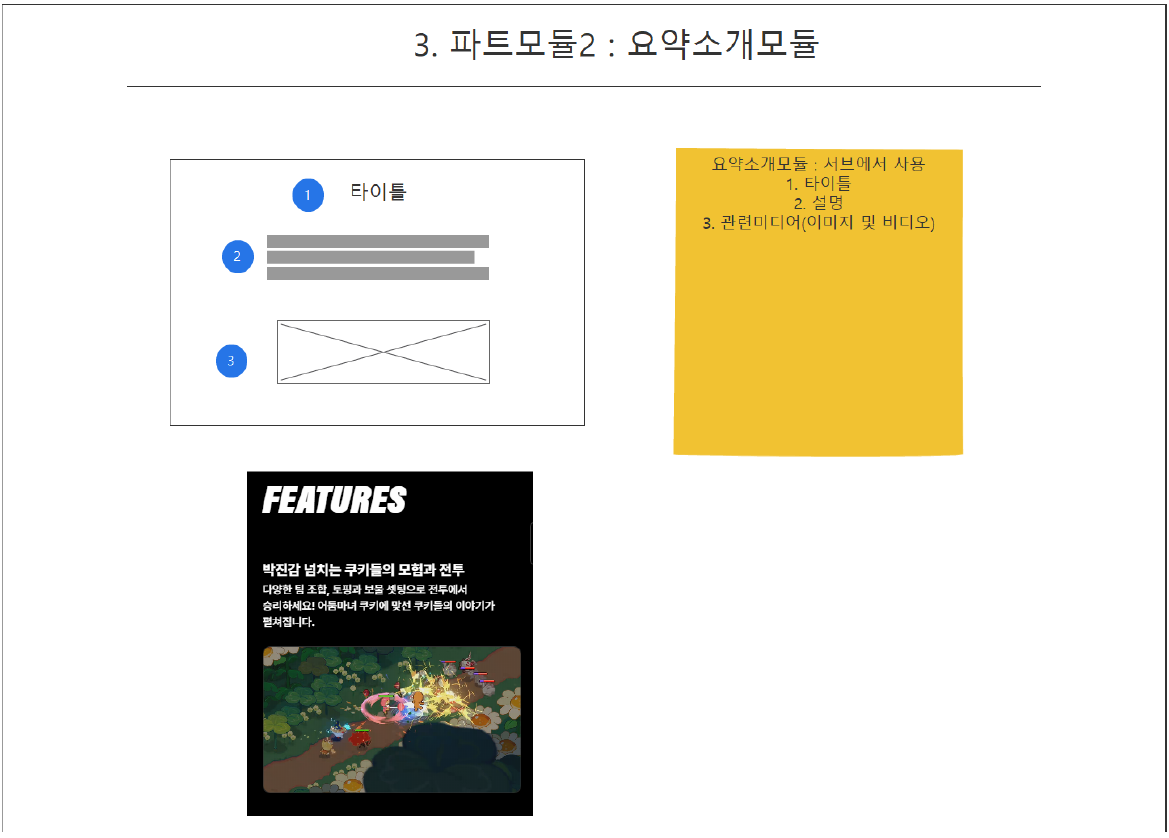 3. 파트모듈2 : 요약소개모듈
1
타이틀
2
3
요약소개모듈 : 서브에서 사용
1. 타이틀
2. 설명
3. 관련미디어(이미지 및 비디오)
FEATURES
박진감 넘치는 쿠키들의 모험과 전투
다양한 팀 조합, 토핑과 보물 셋팅으로 전투에서
승리하세요! 어둠마녀 쿠키에 맞선 쿠키들의 이야기가
펼쳐집니다.